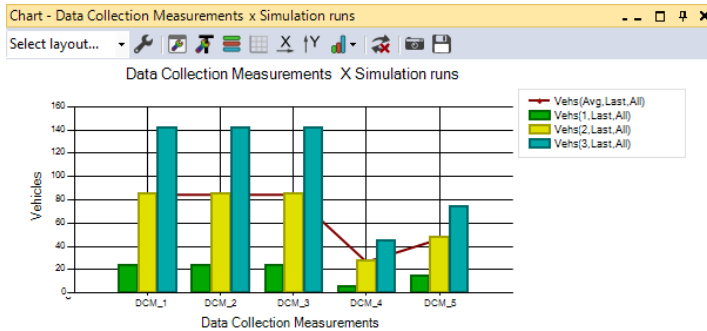 Chart - Data Collection Measurements x Simulation runs
Select layout...
Data Collection Measurements X Simulation runs
Vehs(Avg,Last,All)
Vehs(1,Last,All)
Vehs(2,Last,All)
Vehs(3,Last,All)
160
140
120
100
80
60
40
20
0
Vehicles
DCM_1 DCM_2 DCM_3 DCM_4 DCM_5
Data Collection Measurements